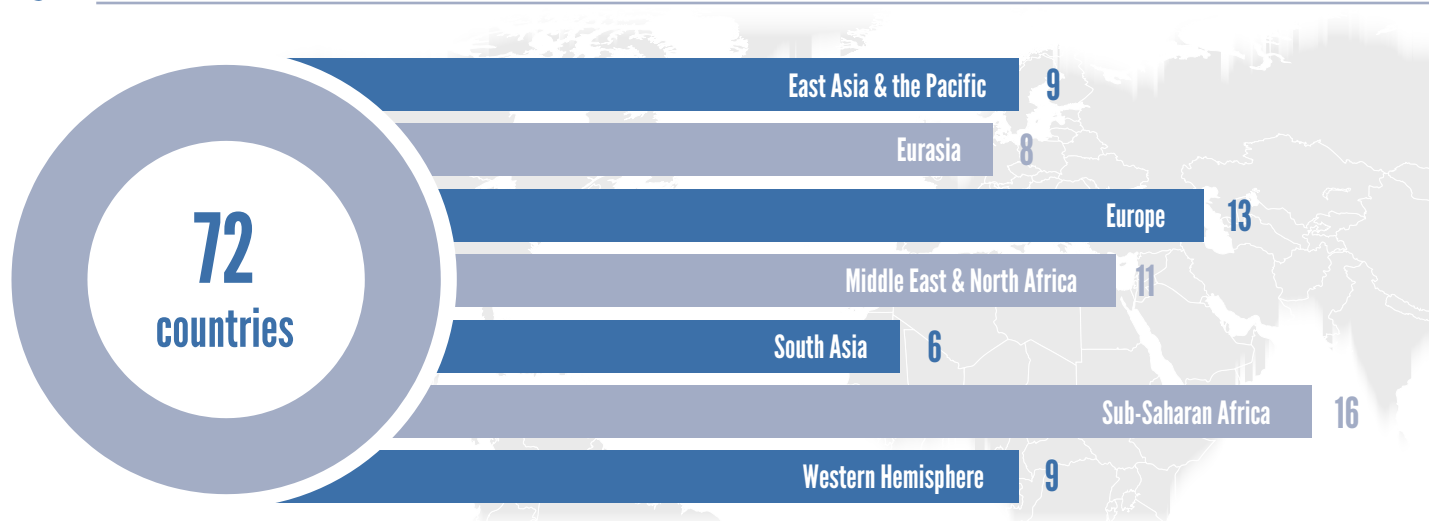 72
countries
East Asia & the Pacific 9
Eurasia 8
Europe 13
Middle East & North Africa 11
South Asia 6
Sub-Saharan Africa 16
Western Hemisphere 9